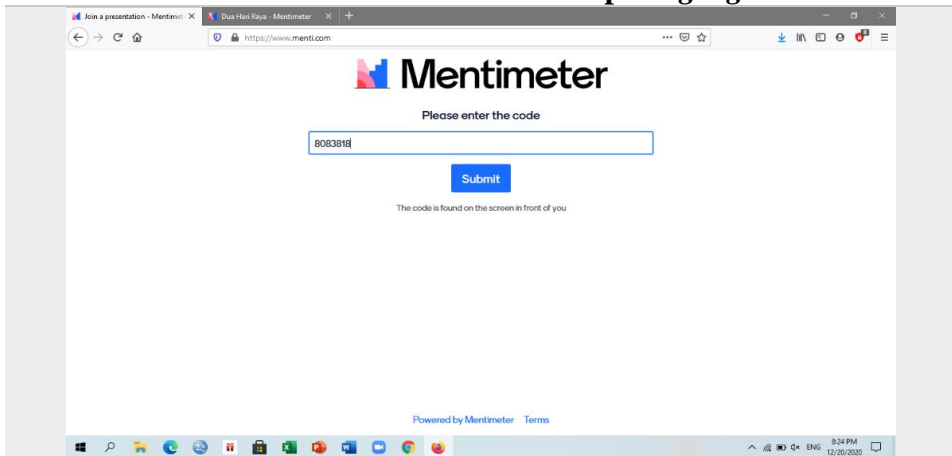 Join a presentation - Mentimet
Dua Hari Raya - Mentimeter
https://www.menti.com
Mentimeter
Please enter the code
8083818
Submit
The code is found on the screen in front of you
Powered by Mentimeter Terms
ENG
8:24 PM
12/20/2020